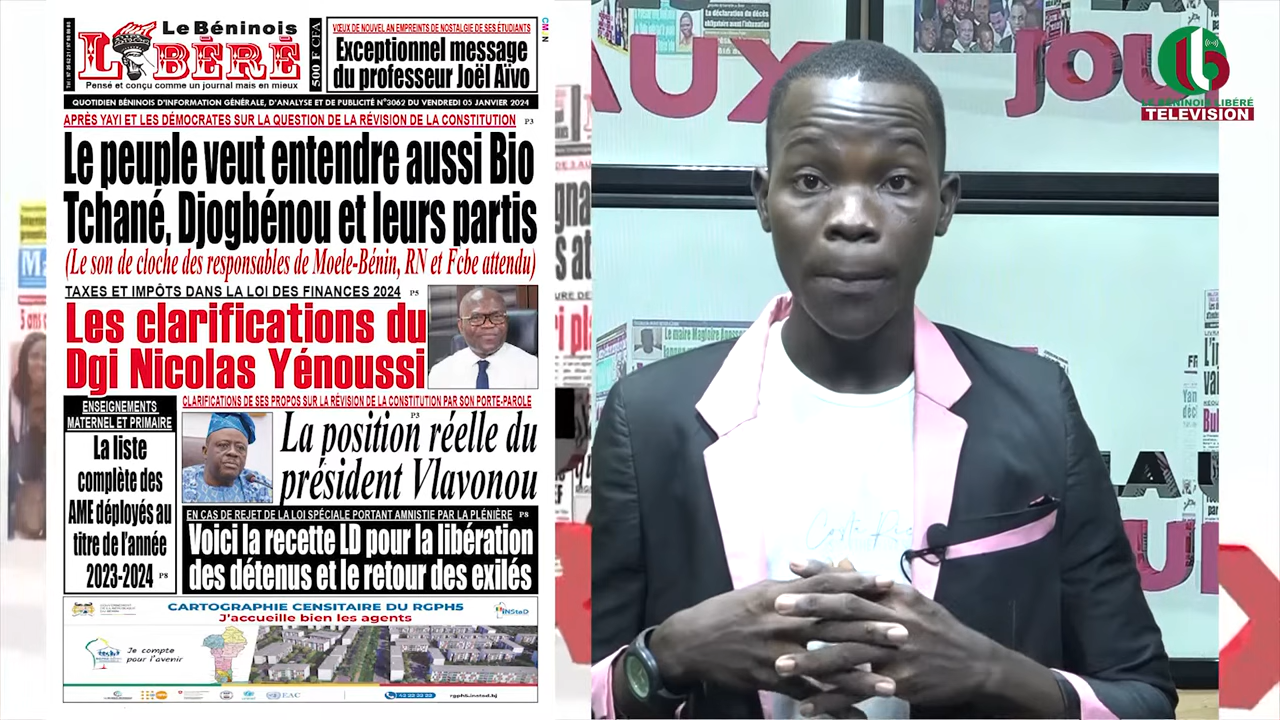 Le Béninois
LIBÉRÉ
Pensé et conçu comme un journal mais en mieux
500 F CFA
VŒUX DE NOUVEL AN EMPREINTS DE NOSTALGIE DE SES ÉTUDIANTS
Exceptionnel message
du professeur Joël Aïvo
QUOTIDIEN BÉNINOIS D'INFORMATION GÉNÉRALE, D'ANALYSE ET DE PUBLICITÉ N°3062 DU VENDREDI 05 JANVIER 2024
APRÈS YAYI ET LES DÉMOCRATES SUR LA QUESTION DE LA RÉVISION DE LA CONSTITUTION P3
Le peuple veut entendre aussi Bio
Tchané, Djogbénou et leurs partis
(Le son de cloche des responsables de Moele-Bénin, RN et Fcbe attendu)
TAXES ET IMPÔTS DANS LA LOI DES FINANCES 2024 P5
Les clarifications du
Dgi Nicolas Yénoussi
ENSEIGNEMENTS
MATERNEL ET PRIMAIRE
La liste
complète des
AME déployés au
titre de l'année
2023-2024 P8
CLARIFICATIONS DE SES PROPOS SUR LA RÉVISION DE LA CONSTITUTION PAR SON PORTE-PAROLE
P3
La position réelle du
président Vlavonou
EN CAS DE REJET DE LA LOI SPÉCIALE PORTANT AMNISTIE PAR LA PLÉNIÈRE P8
Voici la recette LD pour la libération
des détenus et le retour des exilés
CARTOGRAPHIE CENSITAIRE DU RGPH5
J'accueille bien les agents
INStaD
Je compte
pour l'avenir
rgph5.instad.bj
AUX
JOU
LE BÉNINOIS LIBÉRÉ
TELEVISION
Le maire Magloire